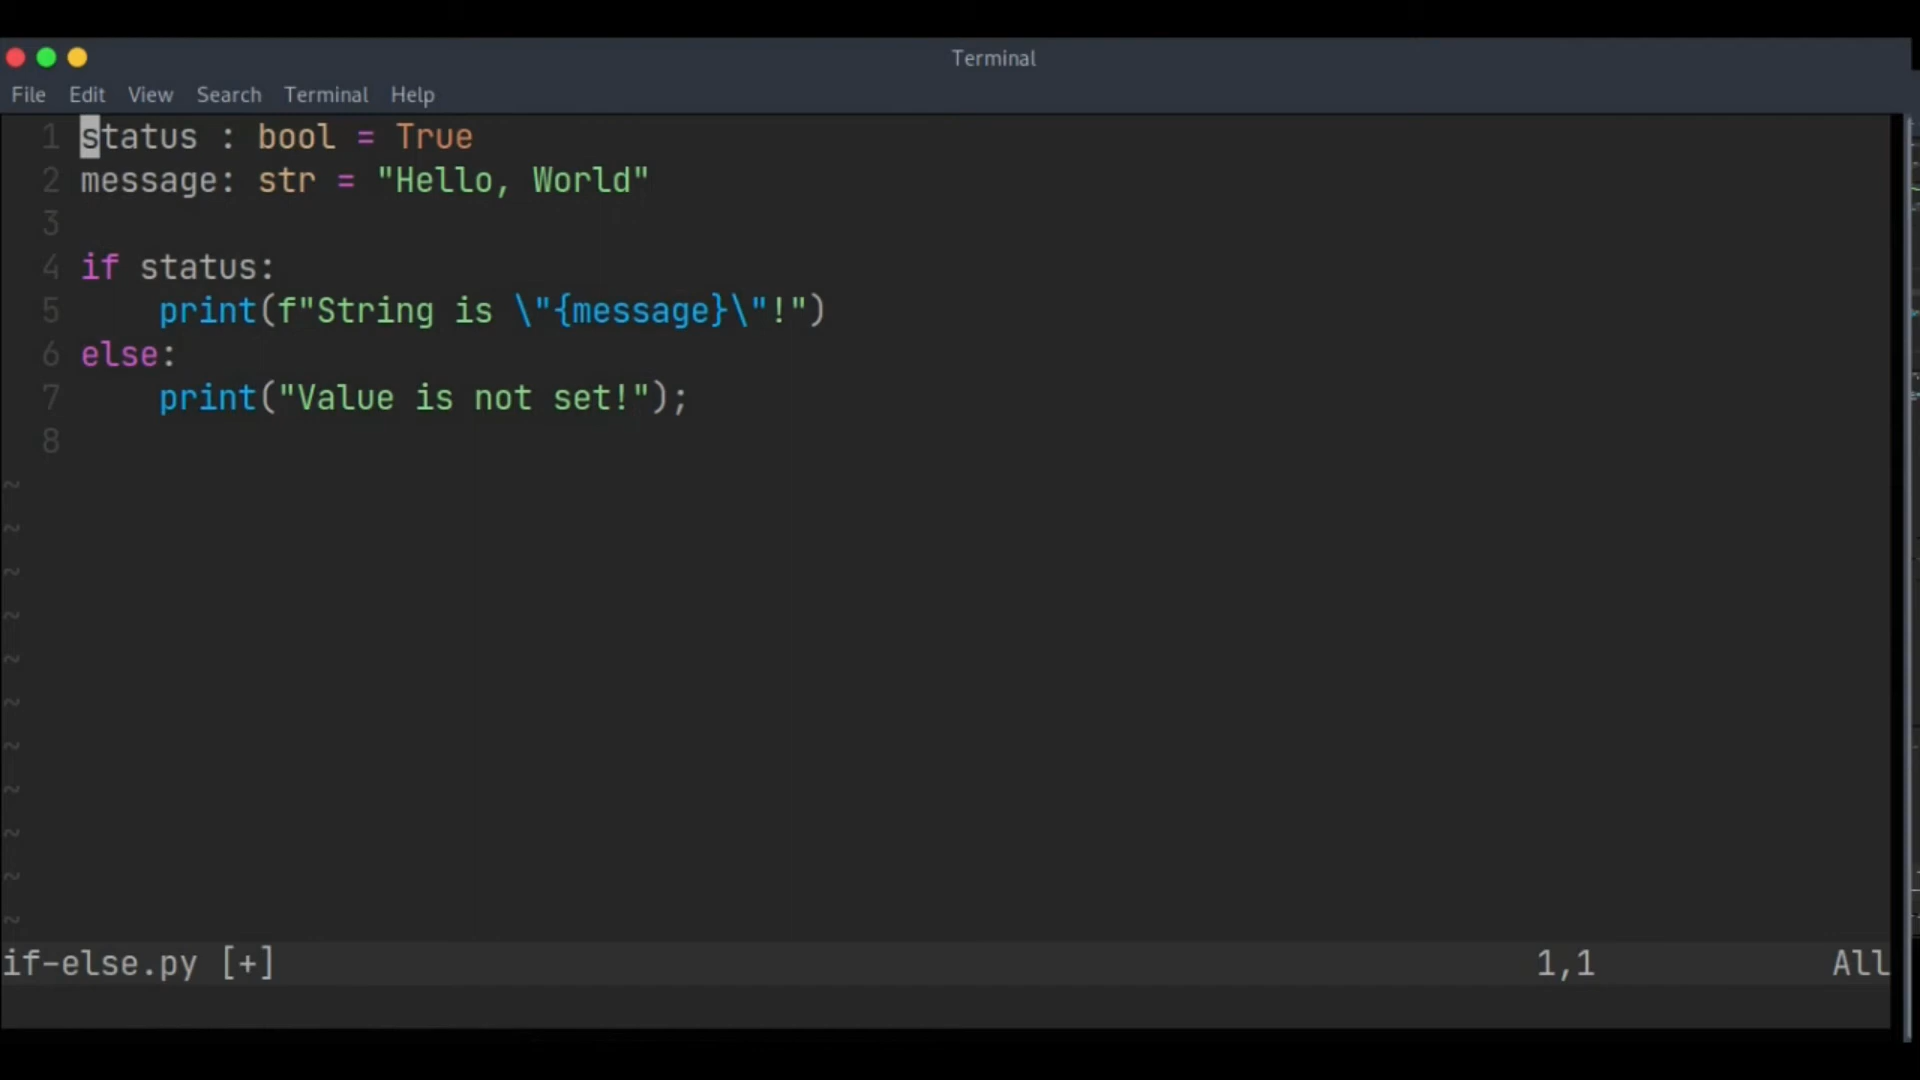 Terminal
File Edit View Search Terminal Help
1 status : bool = True
2 message: str = "Hello, World"
3
4 if status:
5     print(f"String is \"{message}\"!")
6 else:
7     print("Value is not set!");
8
~
~
~
~
~
~
~
~
~
~
~
if-else.py [+] 1,1 All